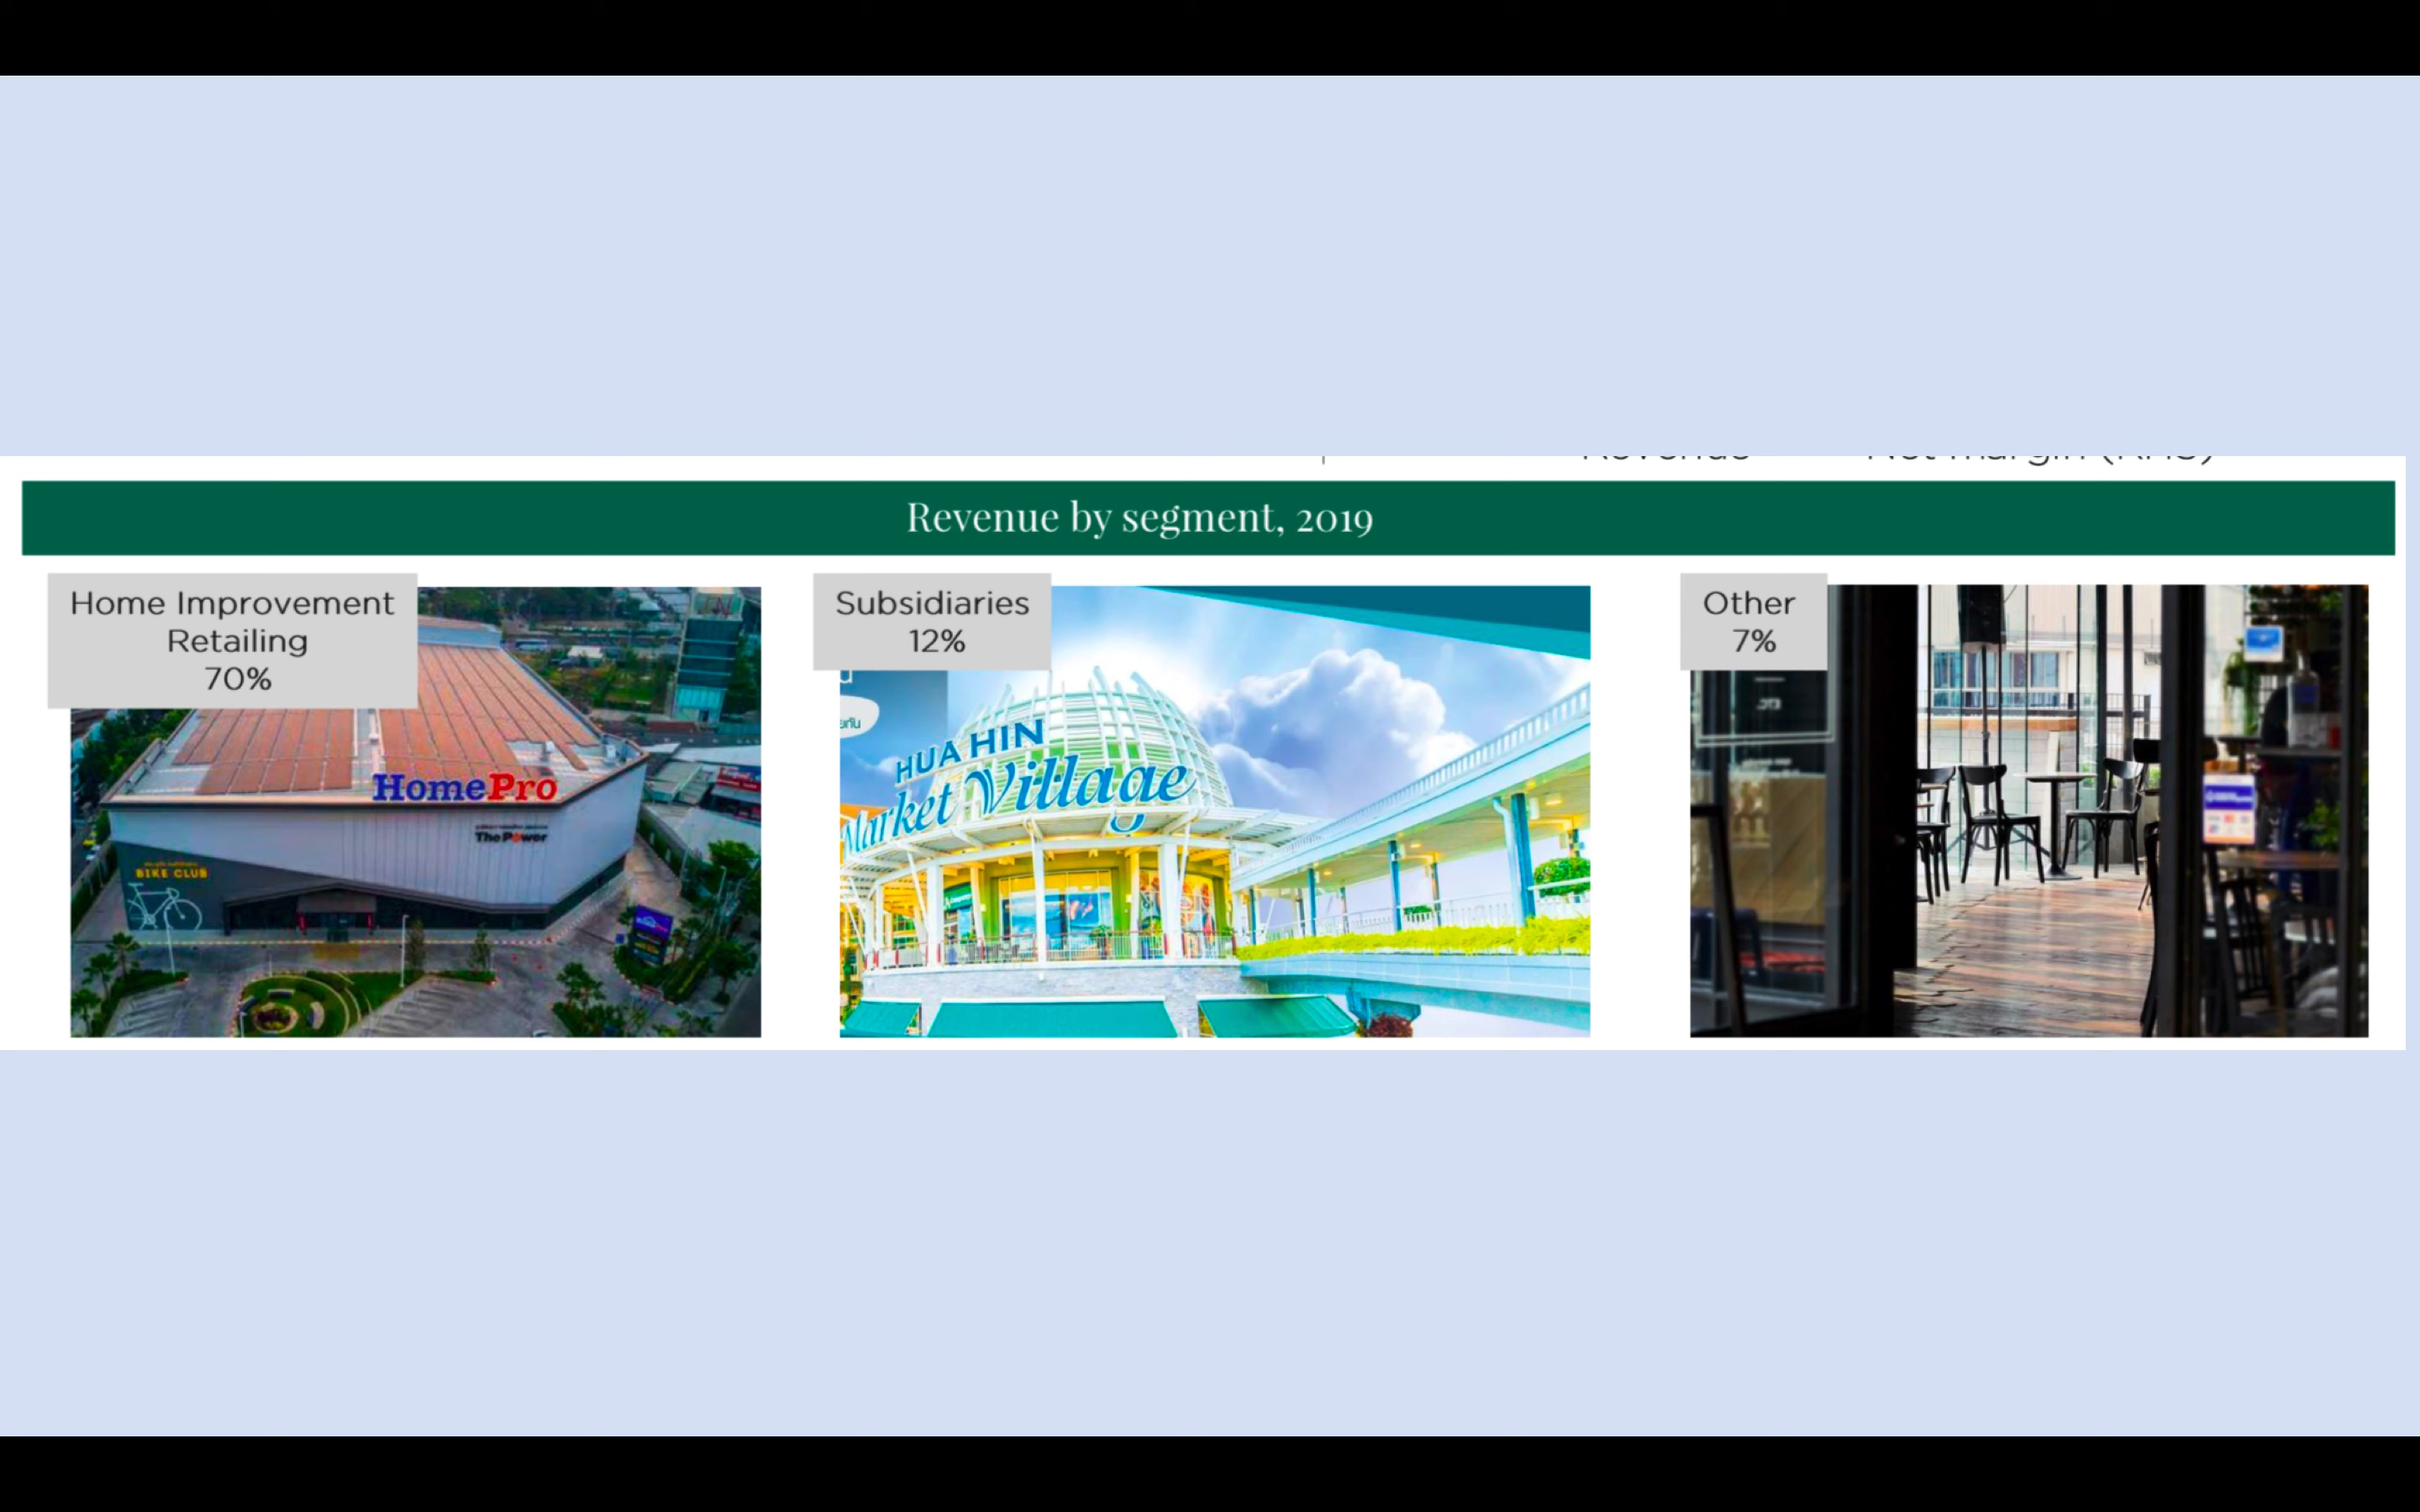 Revenue by segment, 2019
Home Improvement
Retailing
70%
Subsidiaries
12%
Other
7%
HomePro
The Power
BIKE CLUB
HUA HIN
Market Village